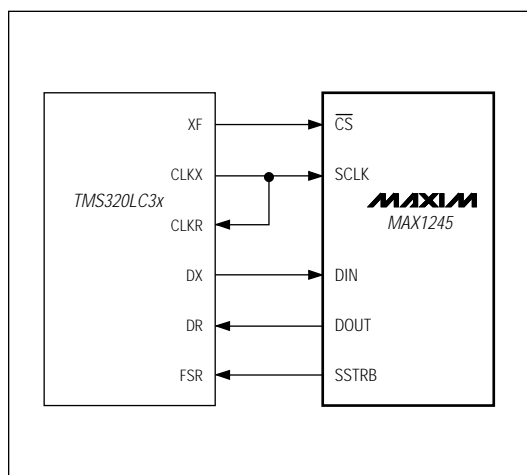 XF
CLKX
TMS320LC3x
CLKR
DX
DR
FSR
CS
SCLK
MAXIM
MAX1245
DIN
DOUT
SSTRB